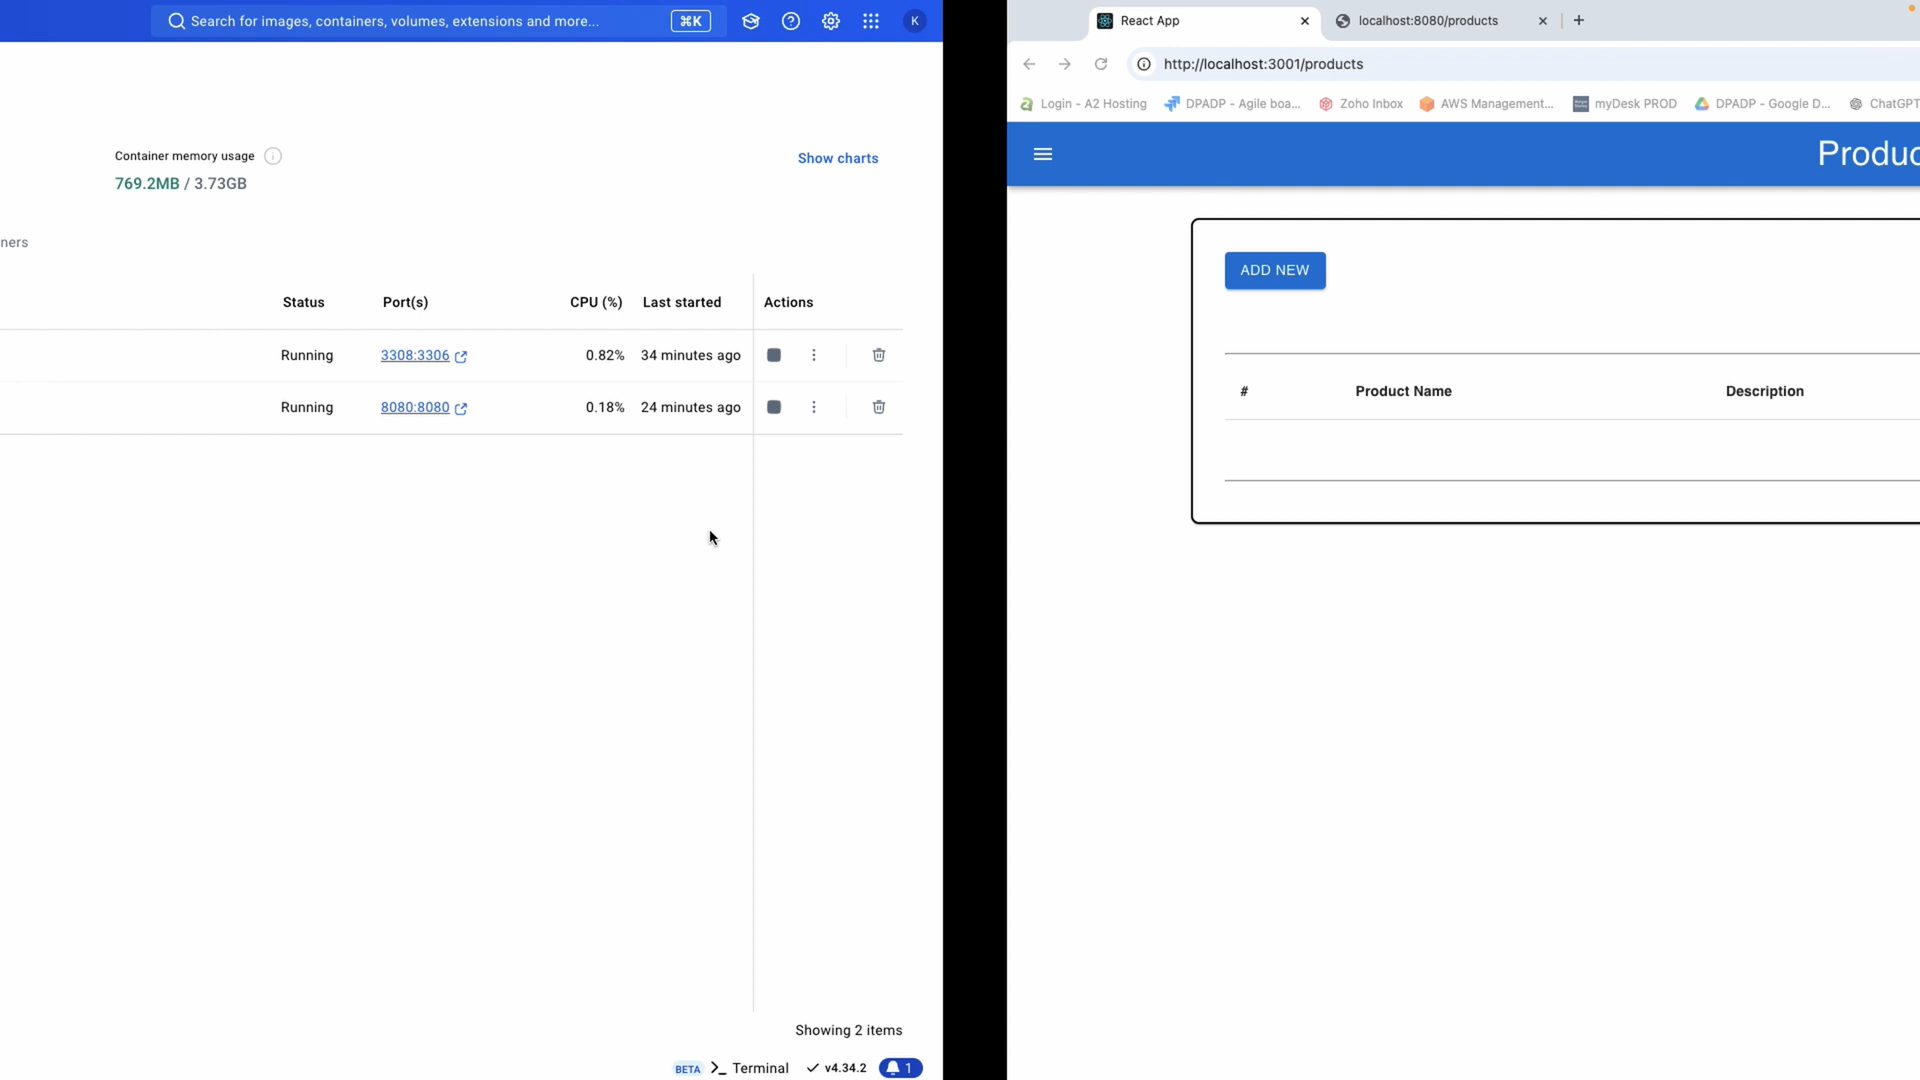 Search for images, containers, volumes, extensions and more...
⌘K
K
Container memory usage
Show charts
769.2MB / 3.73GB
ners
Status Port(s) CPU (%) Last started Actions
Running 3308:3306 0.82% 34 minutes ago
Running 8080:8080 0.18% 24 minutes ago
Showing 2 items
BETA Terminal v4.34.2 1
React App
localhost:8080/products
http://localhost:3001/products
Login - A2 Hosting
DPADP - Agile boa...
Zoho Inbox
AWS Management...
myDesk PROD
DPADP - Google D...
ChatGPT
Produc
ADD NEW
# Product Name Description